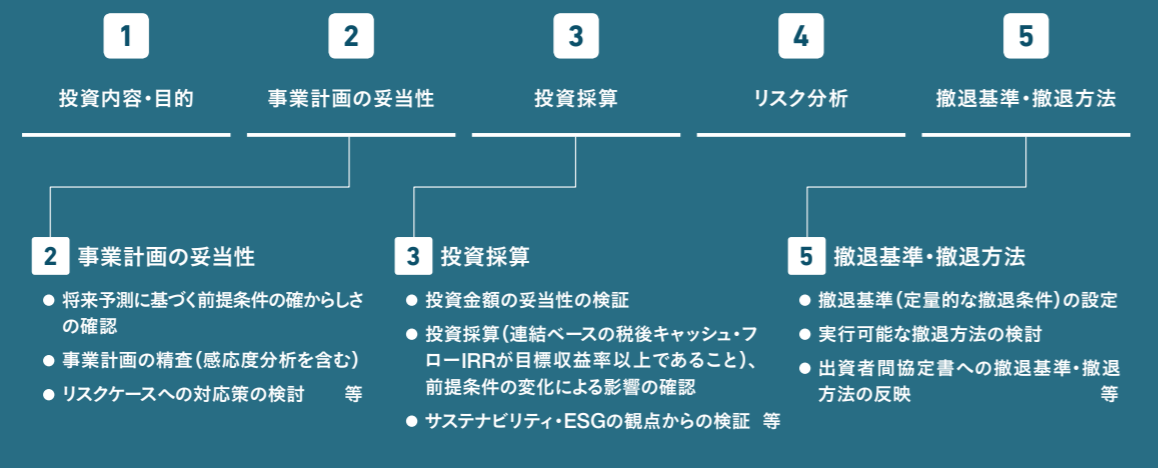 1
2
3
4
5
投資内容・目的
事業計画の妥当性
投資採算
リスク分析
撤退基準・撤退方法
2 事業計画の妥当性
● 将来予測に基づく前提条件の確からしさ
の確認
● 事業計画の精査（感応度分析を含む）
● リスクケースへの対応策の検討 等
3 投資採算
● 投資金額の妥当性の検証
● 投資採算（連結ベースの税後キャッシュ・フ
ローIRRが目標収益率以上であること）、
前提条件の変化による影響の確認
● サステナビリティ・ESGの観点からの検証 等
5 撤退基準・撤退方法
● 撤退基準（定量的な撤退条件）の設定
● 実行可能な撤退方法の検討
● 出資者間協定書への撤退基準・撤退
方法の反映 等